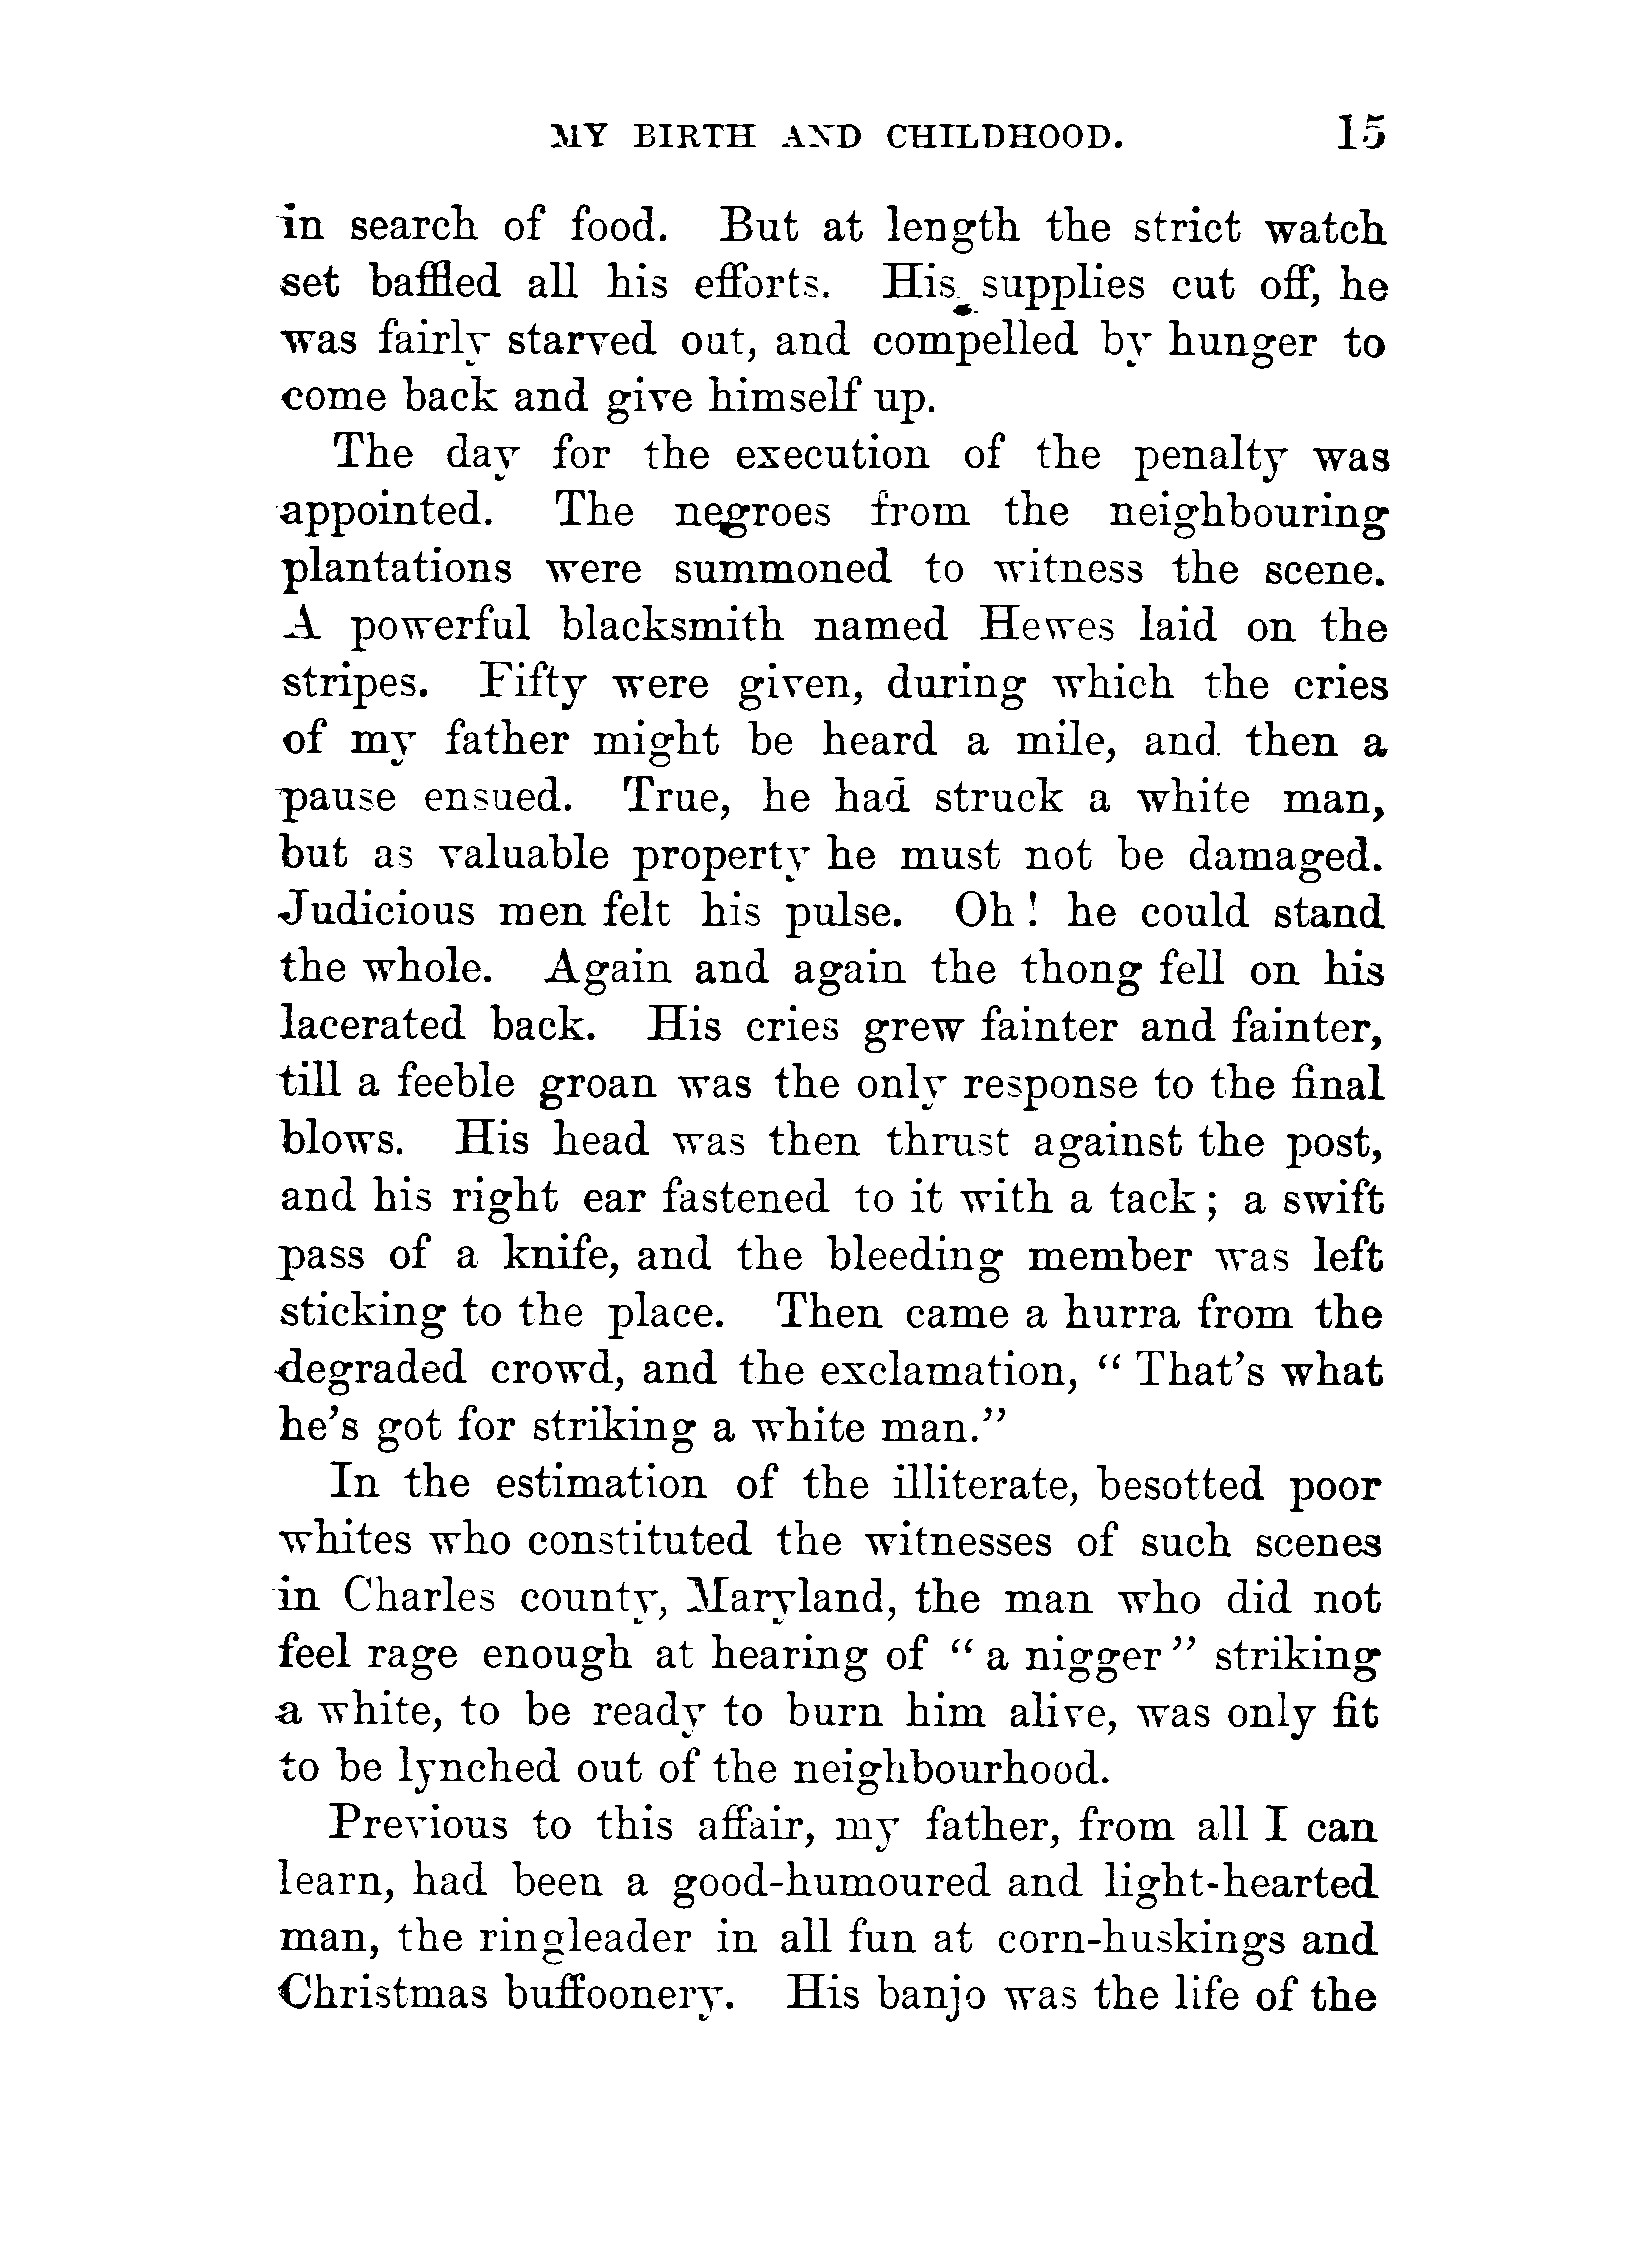 MY BIRTH AND CHILDHOOD. 15
in search of food. But at length the strict watch
set baffled all his efforts. His supplies cut off, he
was fairly starved out, and compelled by hunger to
come back and give himself up.
The day for the execution of the penalty was
appointed. The negroes from the neighbouring
plantations were summoned to witness the scene.
A powerful blacksmith named Hewes laid on the
stripes. Fifty were given, during which the cries
of my father might be heard a mile, and then a
pause ensued. True, he had struck a white man,
but as valuable property he must not be damaged.
Judicious men felt his pulse. Oh! he could stand
the whole. Again and again the thong fell on his
lacerated back. His cries grew fainter and fainter,
till a feeble groan was the only response to the final
blows. His head was then thrust against the post,
and his right ear fastened to it with a tack; a swift
pass of a knife, and the bleeding member was left
sticking to the place. Then came a hurra from the
degraded crowd, and the exclamation, “ That’s what
he’s got for striking a white man.”
In the estimation of the illiterate, besotted poor
whites who constituted the witnesses of such scenes
in Charles county, Maryland, the man who did not
feel rage enough at hearing of “ a nigger ” striking
a white, to be ready to burn him alive, was only fit
to be lynched out of the neighbourhood.
Previous to this affair, my father, from all I can
learn, had been a good-humoured and light-hearted
man, the ringleader in all fun at corn-huskings and
Christmas buffoonery. His banjo was the life of the